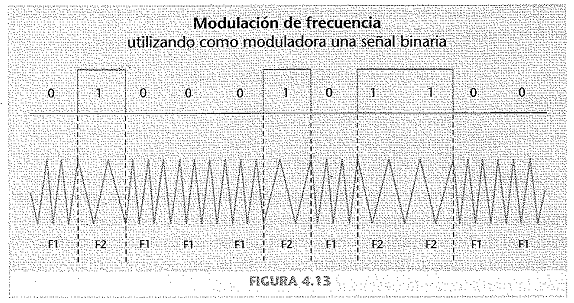 Modulación de frecuencia
utilizando como moduladora una señal binaria
0 1 0 0 0 1 0 1 1 0 0
F1 F2 F1 F1 F1 F2 F1 F2 F2 F1 F1
FIGURA 4.13